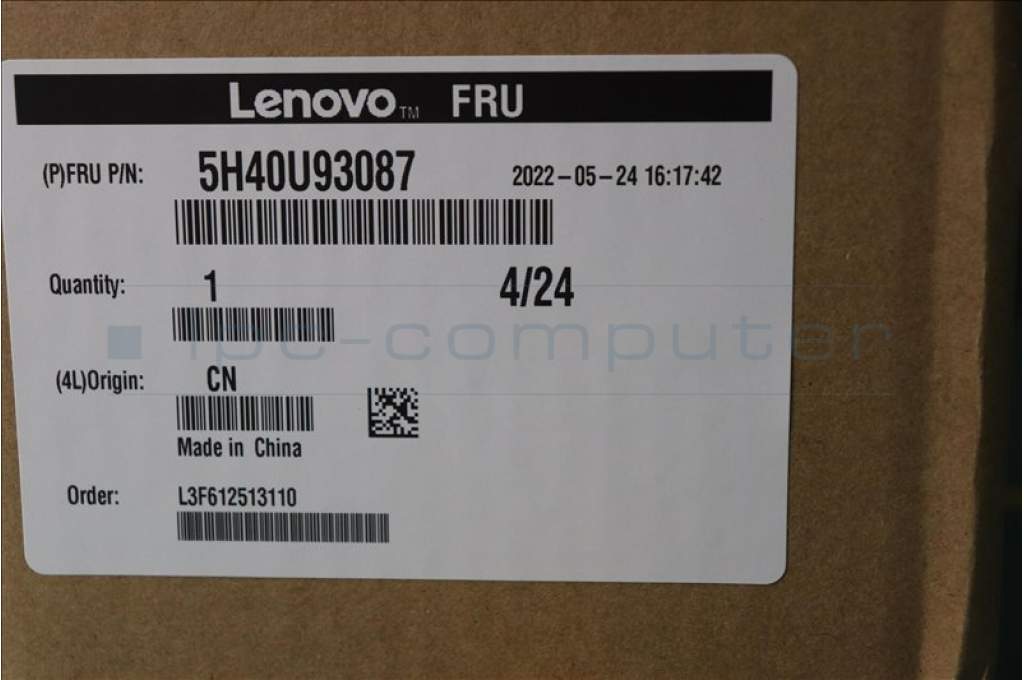 Lenovo™ FRU
(P)FRU P/N: 5H40U93087 2022-05-24 16:17:42
Quantity: 1 4/24
ipc-computer
(4L)Origin: CN
Made in China
Order: L3F612513110